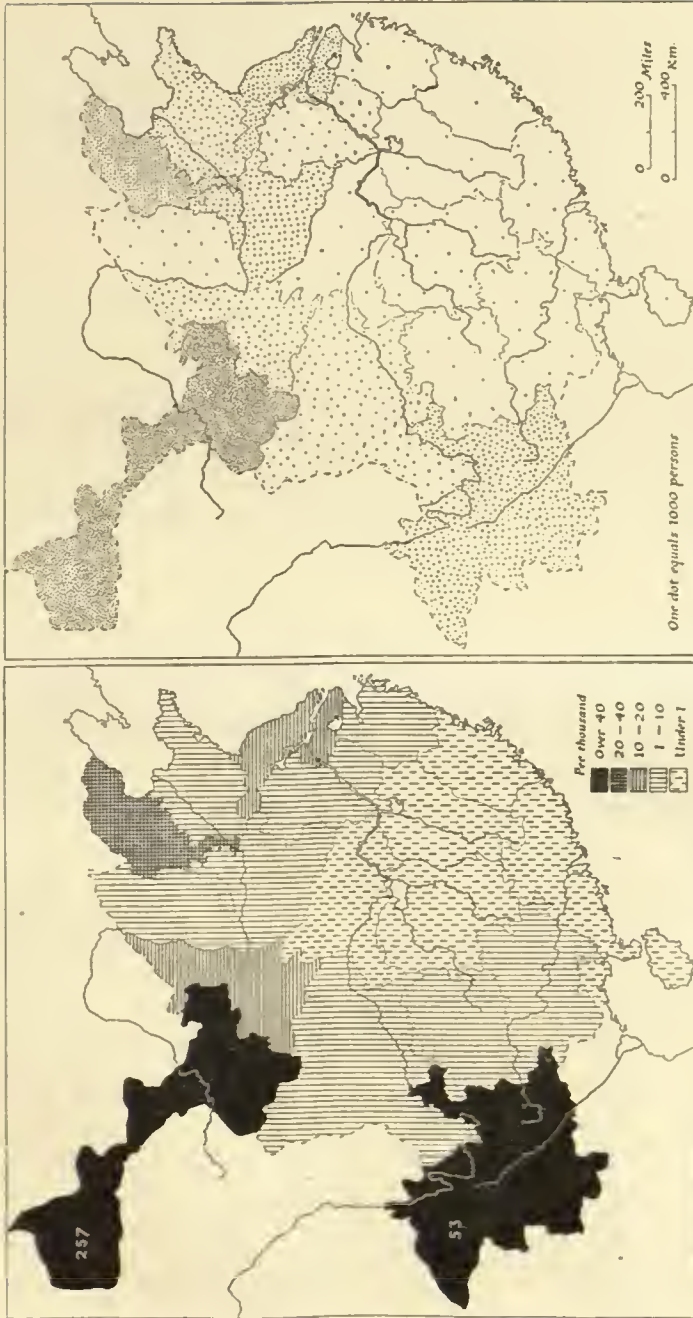 257
53
Per thousand
Over 40
20 – 40
10 – 20
1 – 10
Under 1
One dot equals 1000 persons
0 200 Miles
0 400 Km.